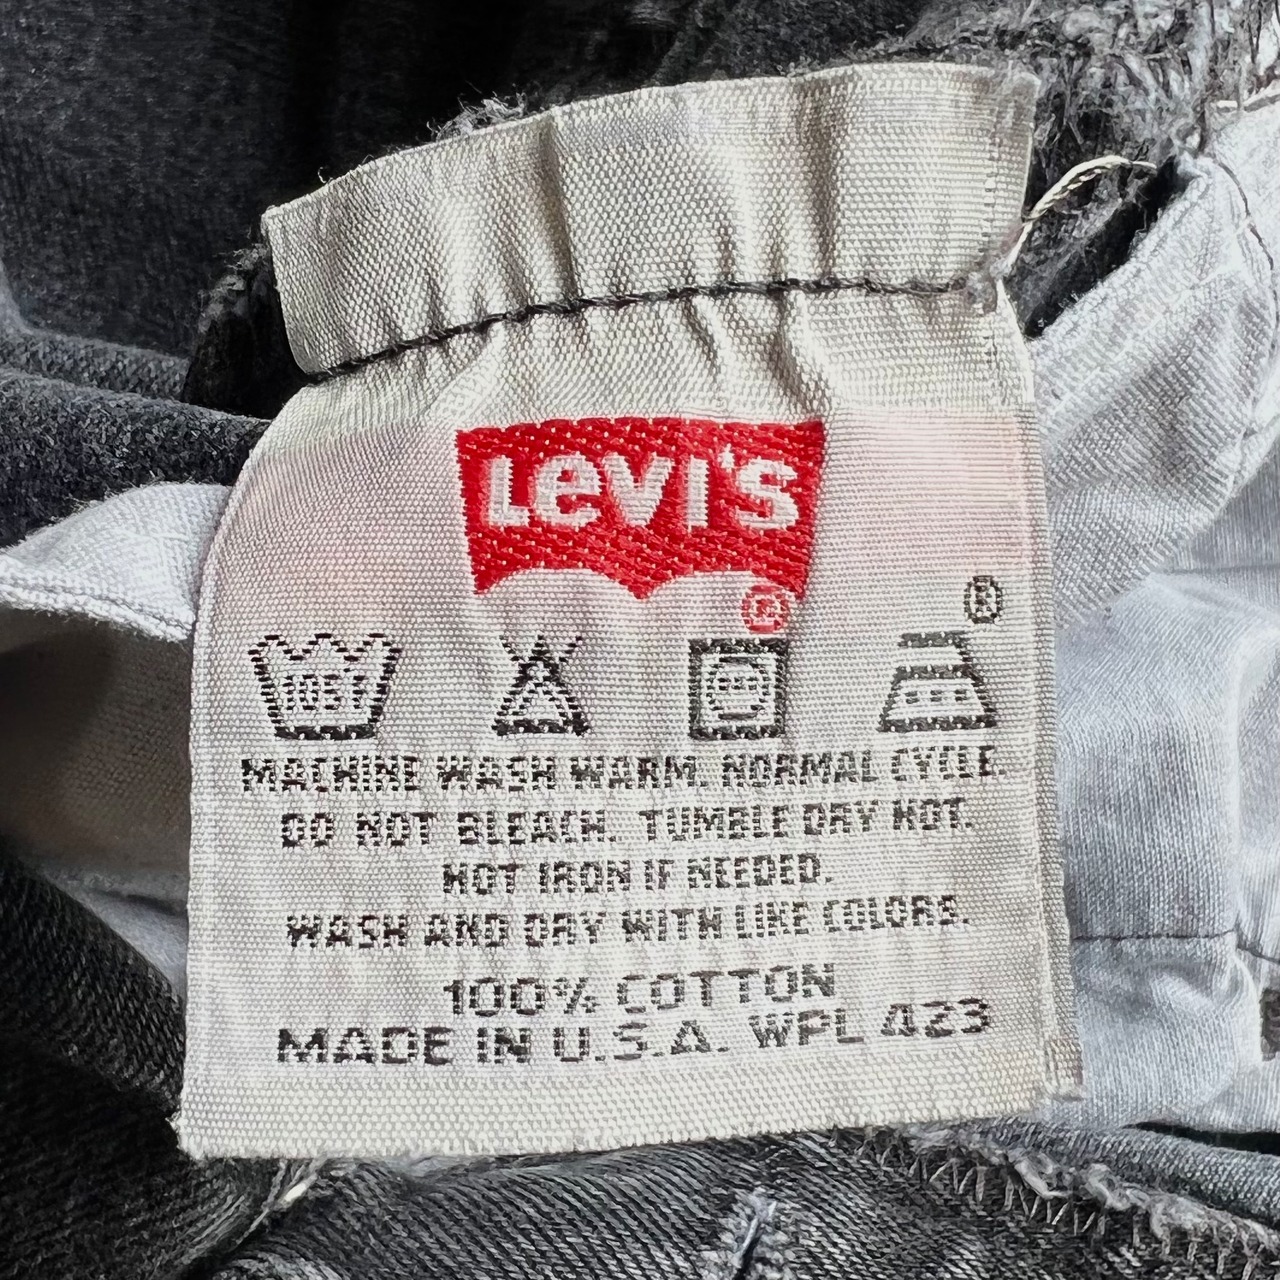 Levi's
®
®
105F
MACHINE WASH WARM. NORMAL CYCLE.
DO NOT BLEACH. TUMBLE DRY HOT.
HOT IRON IF NEEDED.
WASH AND DRY WITH LIKE COLORS.
100% COTTON
MADE IN U.S.A. WPL 423